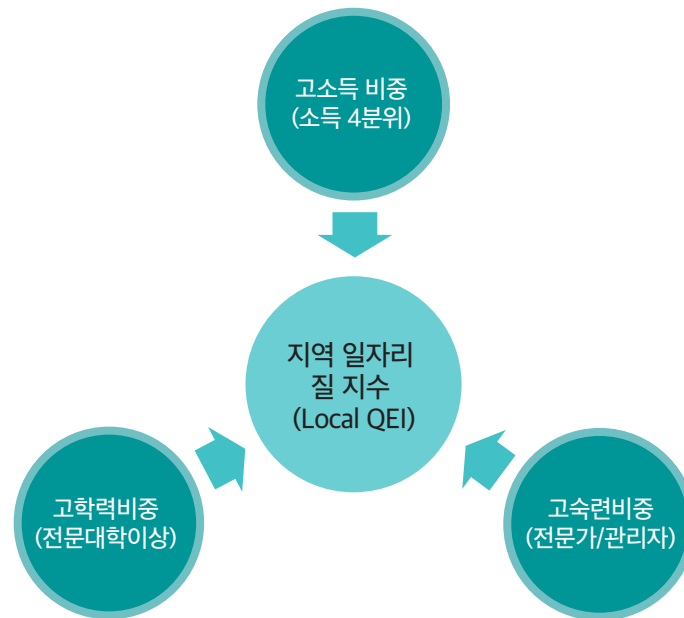 고소득 비중
(소득 4분위)
지역 일자리
질 지수
(Local QEI)
고학력비중
(전문대학이상)
고숙련비중
(전문가/관리자)